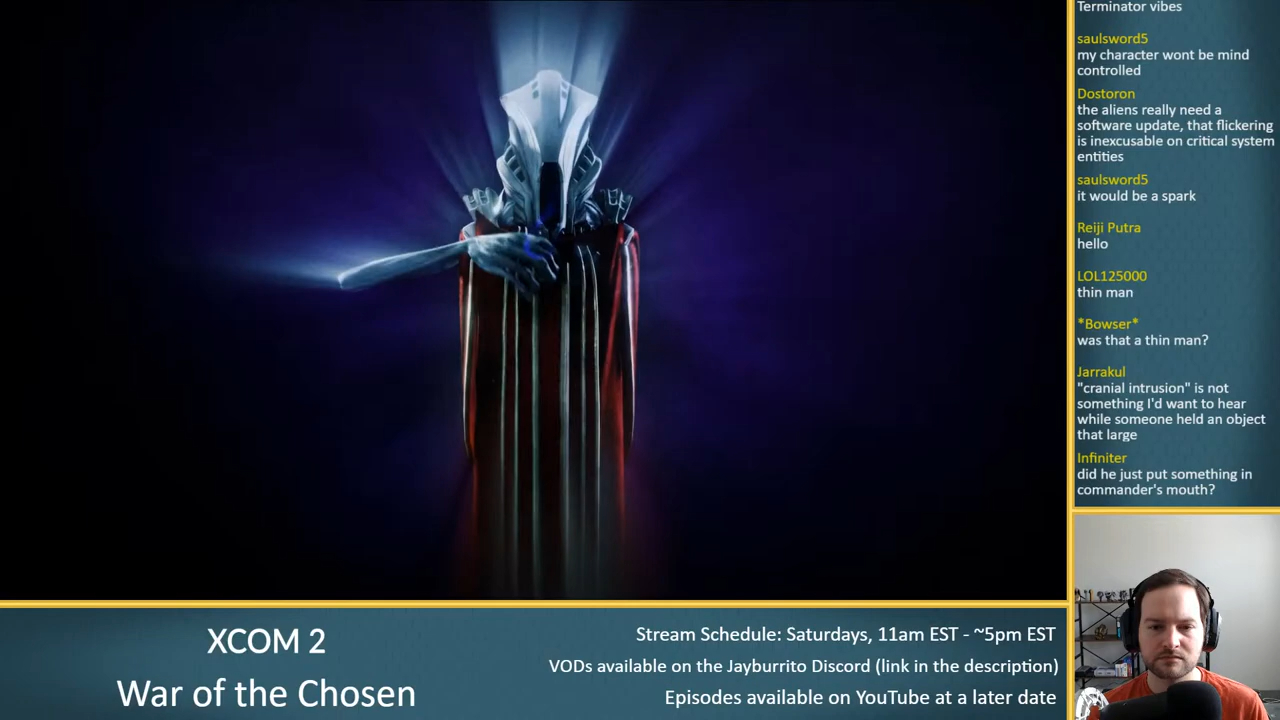 Terminator vibes
saulsword5
my character wont be mind
controlled
Dostoron
the aliens really need a
software update, that flickering
is inexcusable on critical system
entities
saulsword5
it would be a spark
Reiji Putra
hello
LOL125000
thin man
*Bowser*
was that a thin man?
Jarrakul
"cranial intrusion" is not
something I'd want to hear
while someone held an object
that large
Infiniter
did he just put something in
commander's mouth?
XCOM 2
War of the Chosen
Stream Schedule: Saturdays, 11am EST - ~5pm EST
VODs available on the Jayburrito Discord (link in the description)
Episodes available on YouTube at a later date